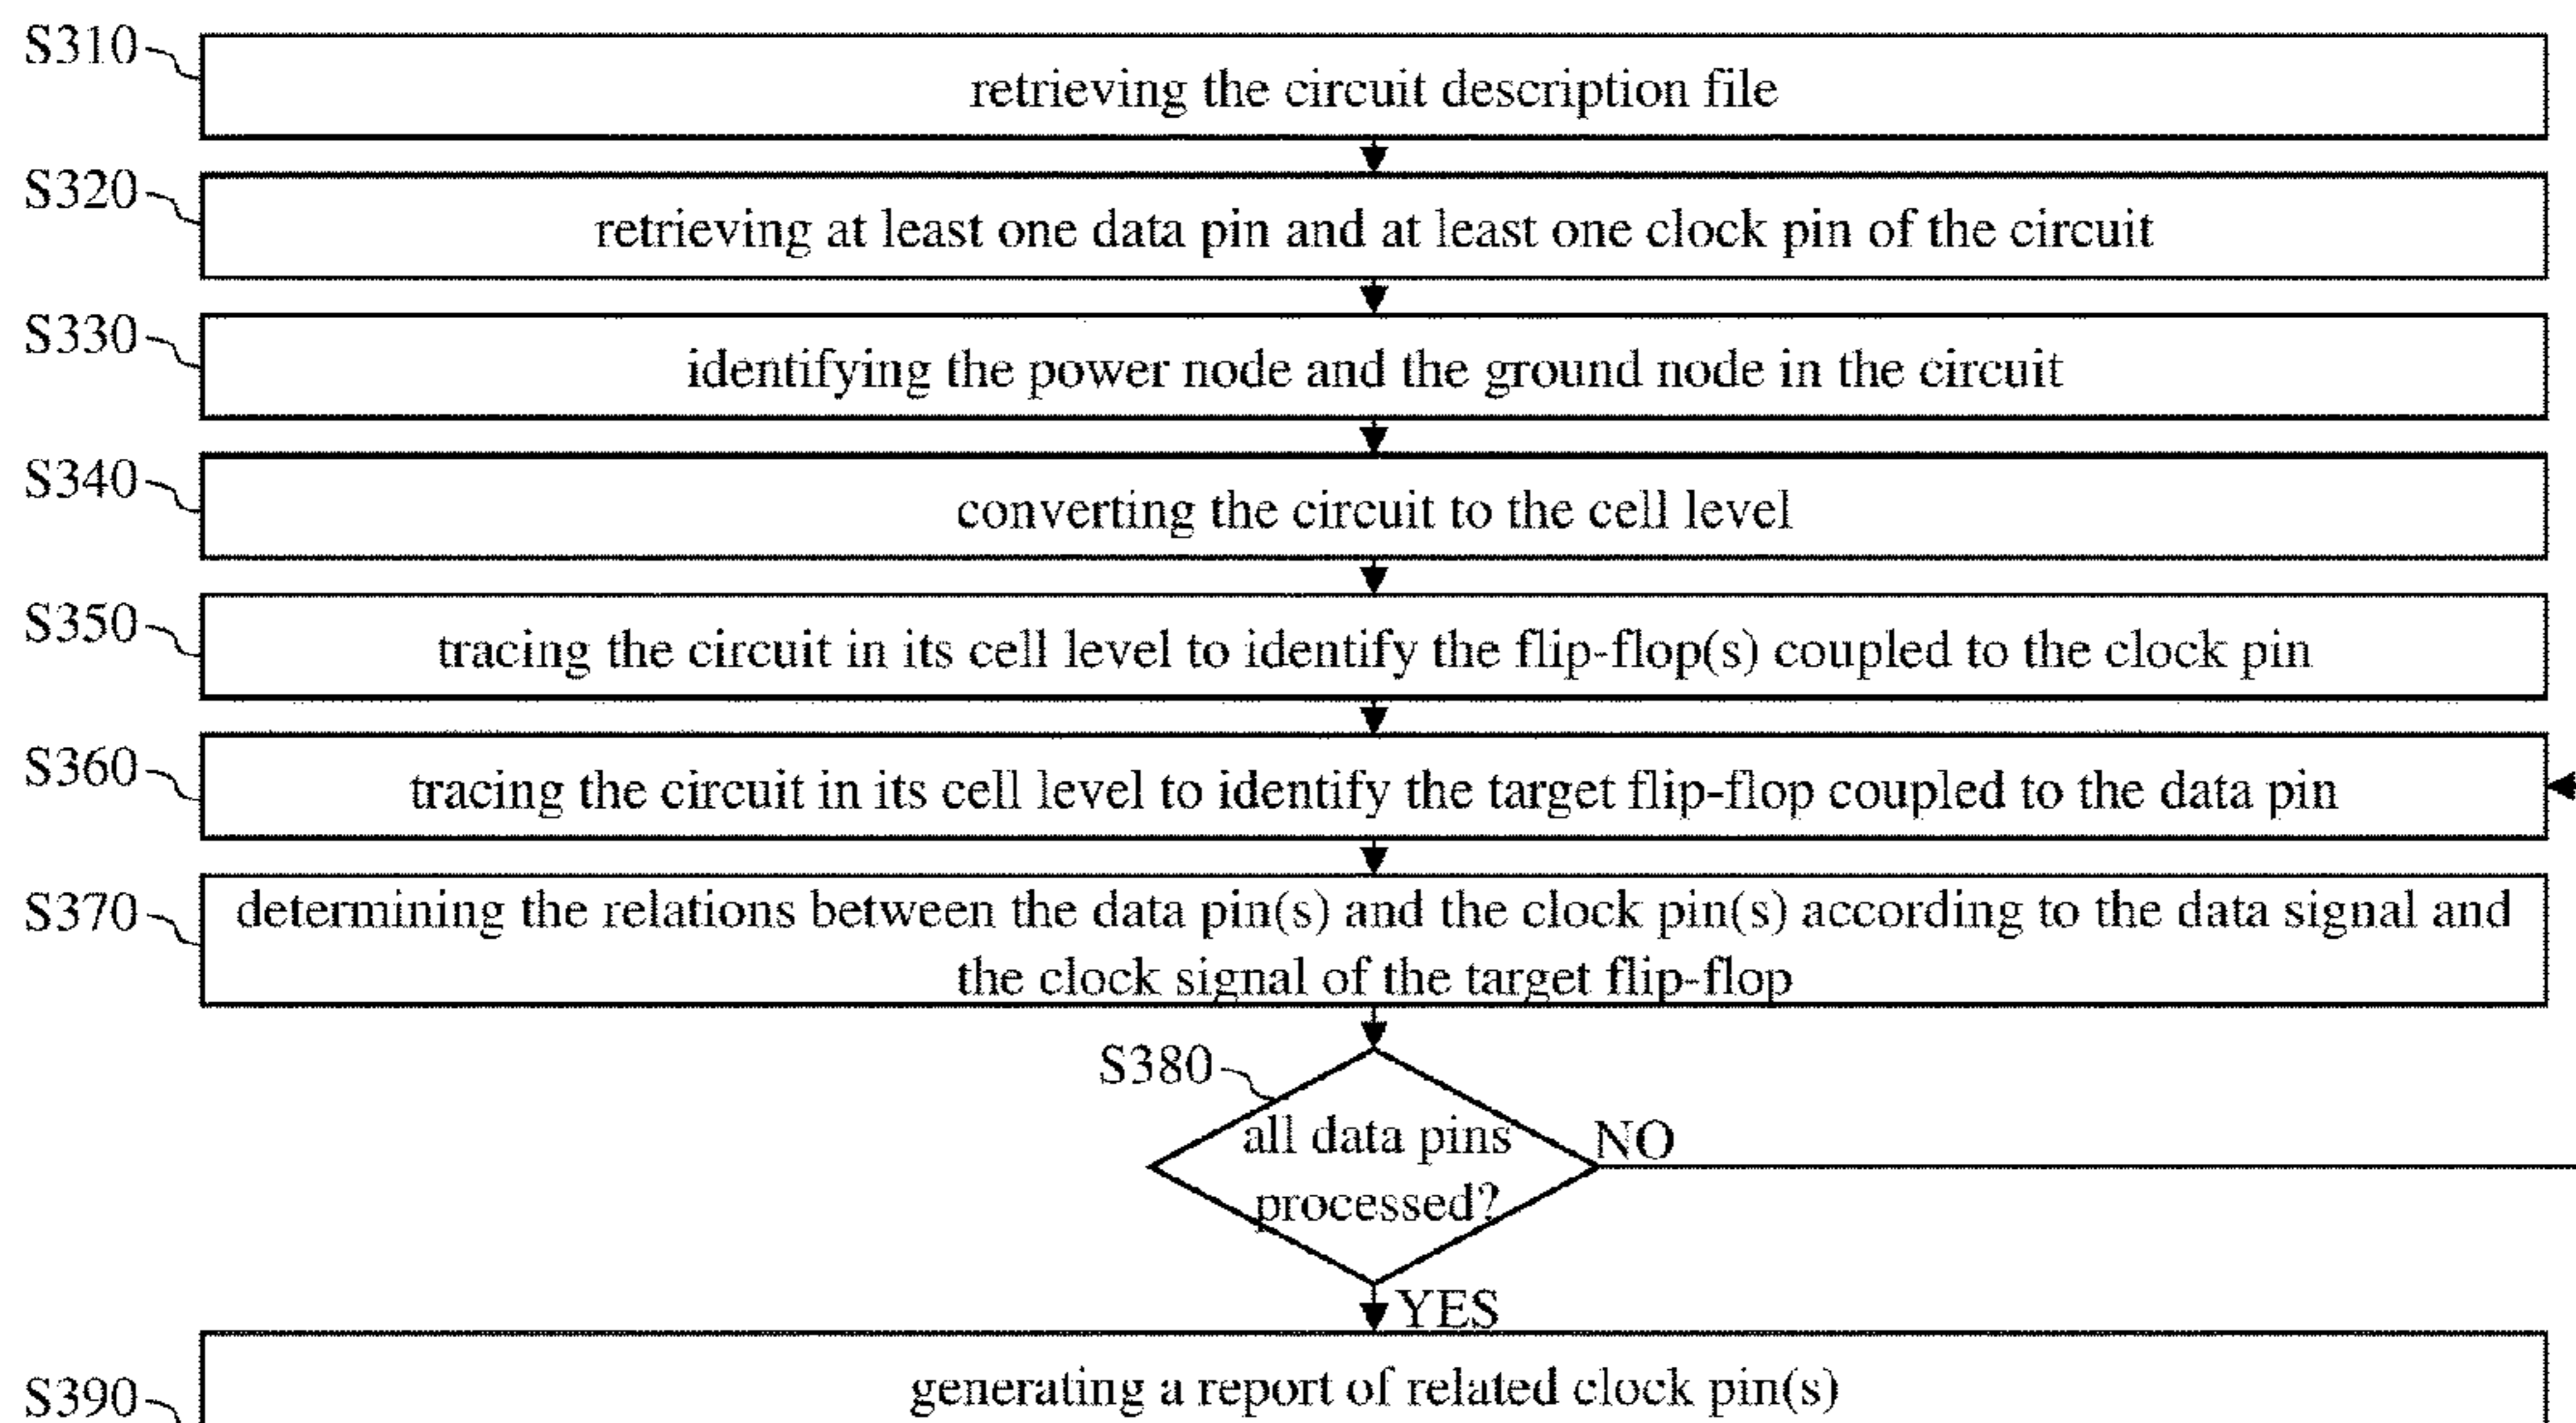 S310
retrieving the circuit description file
S320
retrieving at least one data pin and at least one clock pin of the circuit
S330
identifying the power node and the ground node in the circuit
S340
converting the circuit to the cell level
S350
tracing the circuit in its cell level to identify the flip-flop(s) coupled to the clock pin
S360
tracing the circuit in its cell level to identify the target flip-flop coupled to the data pin
S370
determining the relations between the data pin(s) and the clock pin(s) according to the data signal and
the clock signal of the target flip-flop
S380
all data pins
processed?
NO
YES
S390
generating a report of related clock pin(s)